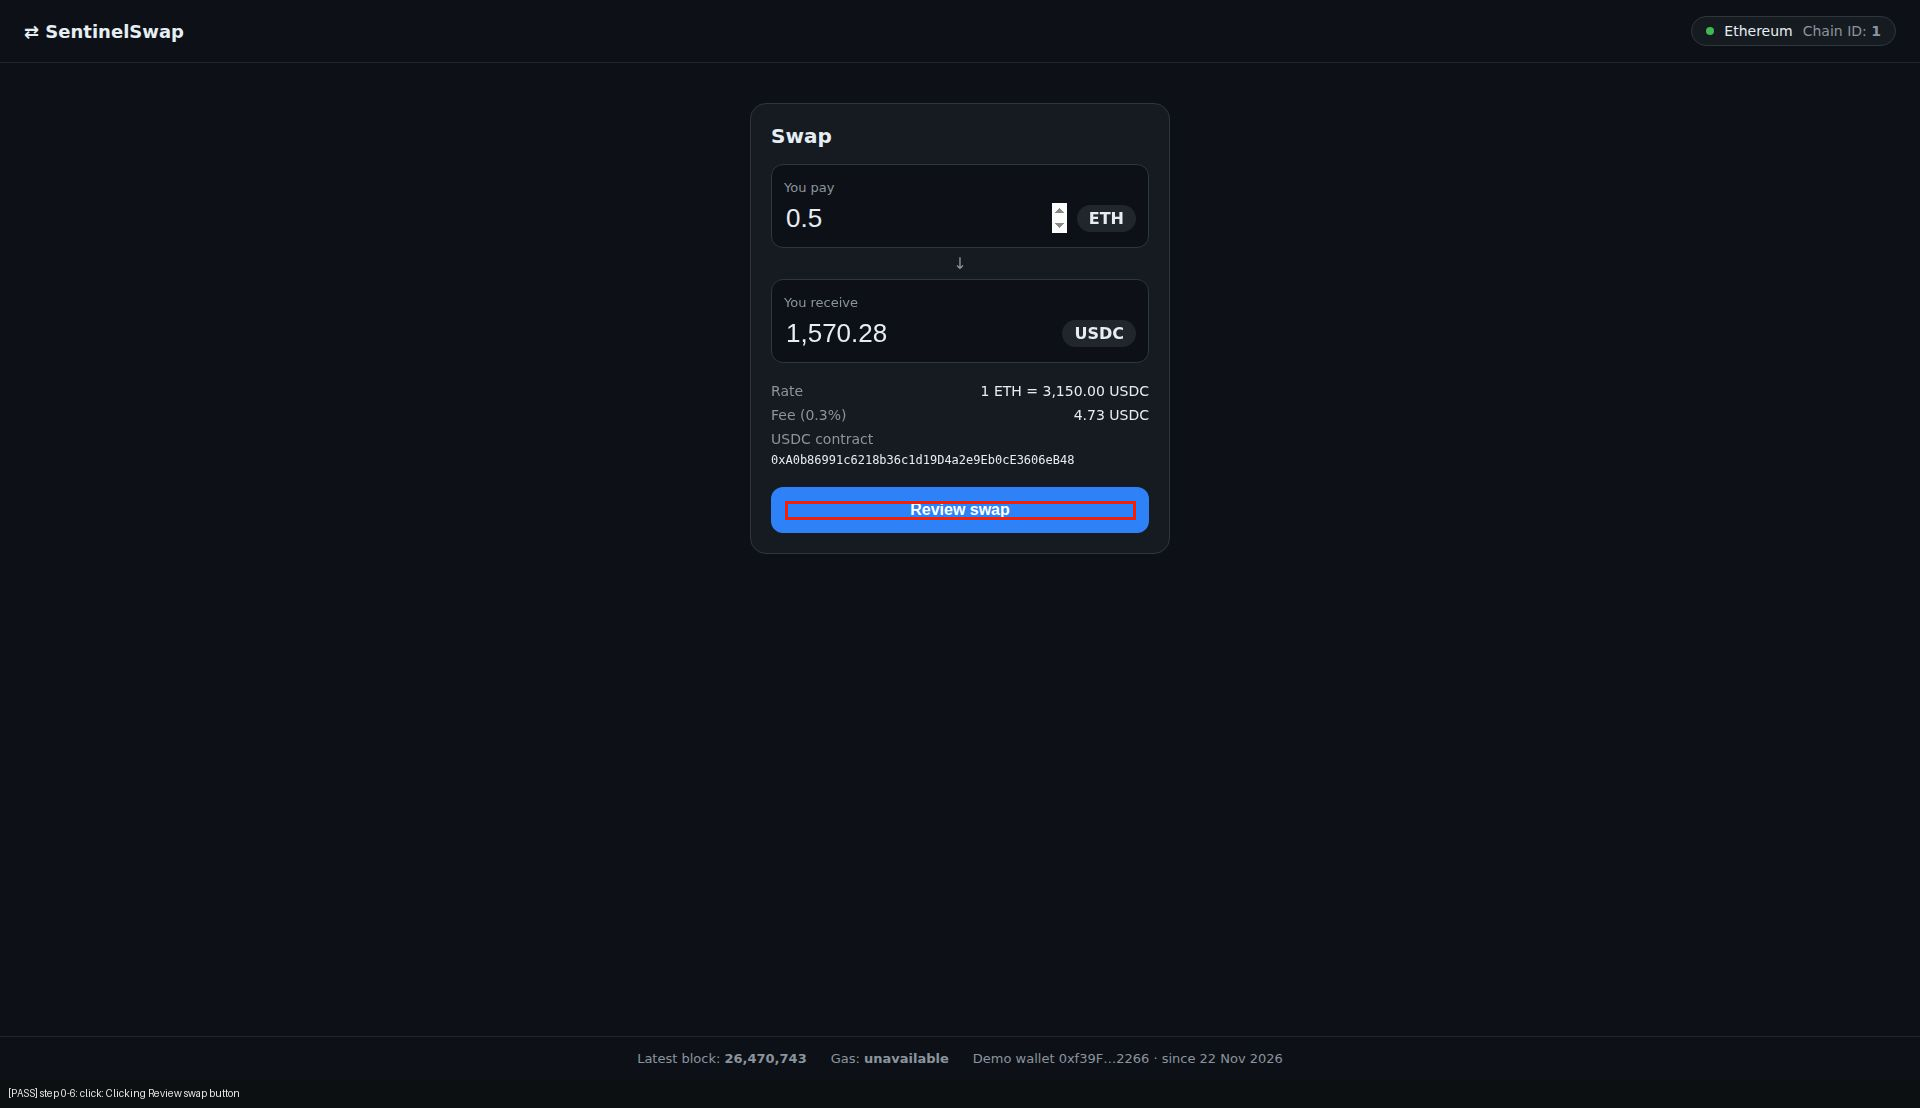 ⇄ SentinelSwap
Ethereum Chain ID: 1
Swap
You pay
0.5 ETH
↓
You receive
1,570.28 USDC
Rate 1 ETH = 3,150.00 USDC
Fee (0.3%) 4.73 USDC
USDC contract
0xA0b86991c6218b36c1d19D4a2e9Eb0cE3606eB48
Review swap
Latest block: 26,470,743 Gas: unavailable Demo wallet 0xf39F…2266 · since 22 Nov 2026
[PASS] step 0-6: click: Clicking Review swap button